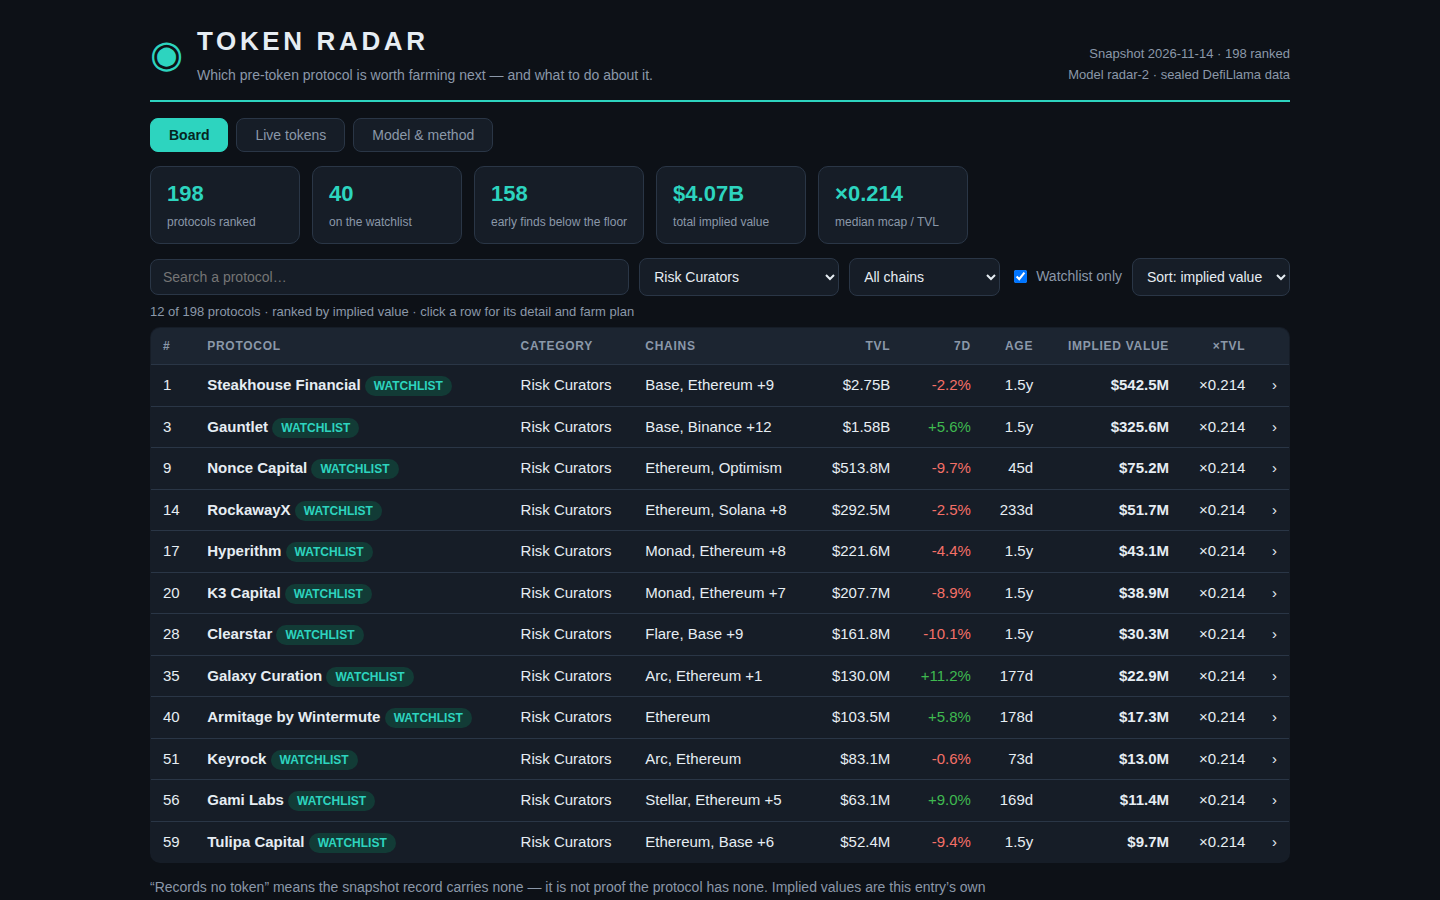 TOKEN RADAR
Which pre-token protocol is worth farming next — and what to do about it.
Snapshot 2026-11-14 · 198 ranked
Model radar-2 · sealed DefiLlama data
Board Live tokens Model & method
198 40 158 $4.07B ×0.214
protocols ranked on the watchlist early finds below the floor total implied value median mcap / TVL
Search a protocol… Risk Curators All chains Watchlist only Sort: implied value
12 of 198 protocols · ranked by implied value · click a row for its detail and farm plan
# PROTOCOL CATEGORY CHAINS TVL 7D AGE IMPLIED VALUE ×TVL
1 Steakhouse Financial WATCHLIST Risk Curators Base, Ethereum +9 $2.75B -2.2% 1.5y $542.5M ×0.214 ›
3 Gauntlet WATCHLIST Risk Curators Base, Binance +12 $1.58B +5.6% 1.5y $325.6M ×0.214 ›
9 Nonce Capital WATCHLIST Risk Curators Ethereum, Optimism $513.8M -9.7% 45d $75.2M ×0.214 ›
14 RockawayX WATCHLIST Risk Curators Ethereum, Solana +8 $292.5M -2.5% 233d $51.7M ×0.214 ›
17 Hyperithm WATCHLIST Risk Curators Monad, Ethereum +8 $221.6M -4.4% 1.5y $43.1M ×0.214 ›
20 K3 Capital WATCHLIST Risk Curators Monad, Ethereum +7 $207.7M -8.9% 1.5y $38.9M ×0.214 ›
28 Clearstar WATCHLIST Risk Curators Flare, Base +9 $161.8M -10.1% 1.5y $30.3M ×0.214 ›
35 Galaxy Curation WATCHLIST Risk Curators Arc, Ethereum +1 $130.0M +11.2% 177d $22.9M ×0.214 ›
40 Armitage by Wintermute WATCHLIST Risk Curators Ethereum $103.5M +5.8% 178d $17.3M ×0.214 ›
51 Keyrock WATCHLIST Risk Curators Arc, Ethereum $83.1M -0.6% 73d $13.0M ×0.214 ›
56 Gami Labs WATCHLIST Risk Curators Stellar, Ethereum +5 $63.1M +9.0% 169d $11.4M ×0.214 ›
59 Tulipa Capital WATCHLIST Risk Curators Ethereum, Base +6 $52.4M -9.4% 1.5y $9.7M ×0.214 ›
“Records no token” means the snapshot record carries none — it is not proof the protocol has none. Implied values are this entry’s own